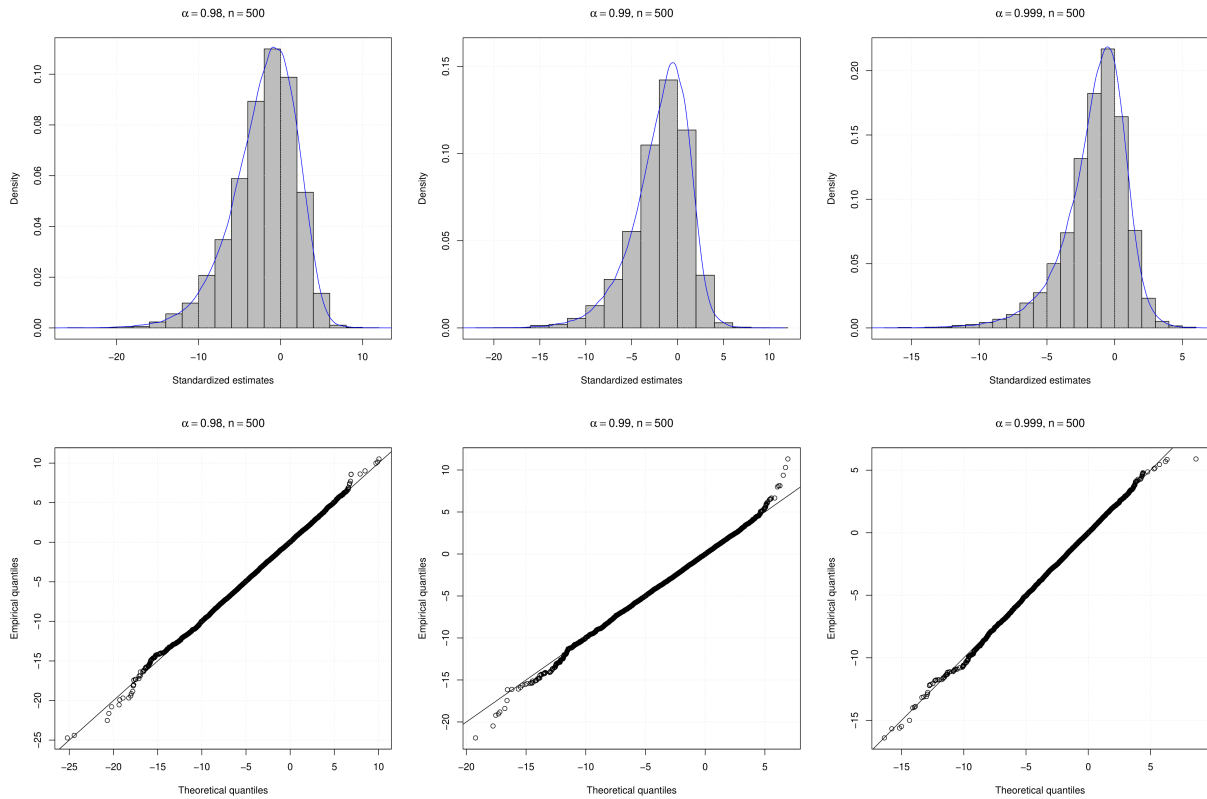 α = 0.98, n = 500
α = 0.99, n = 500
α = 0.999, n = 500
Density
0.00 0.02 0.04 0.06 0.08 0.10
−20 −10 0 10
Standardized estimates
Density
0.00 0.05 0.10 0.15
−20 −15 −10 −5 0 5 10
Standardized estimates
Density
0.00 0.05 0.10 0.15 0.20
−15 −10 −5 0 5
Standardized estimates
α = 0.98, n = 500
α = 0.99, n = 500
α = 0.999, n = 500
Empirical quantiles
−25 −20 −15 −10 −5 0 5 10
−25 −20 −15 −10 −5 0 5 10
Theoretical quantiles
Empirical quantiles
−20 −15 −10 −5 0 5 10
−20 −15 −10 −5 0 5
Theoretical quantiles
Empirical quantiles
−15 −10 −5 0 5
−15 −10 −5 0 5
Theoretical quantiles